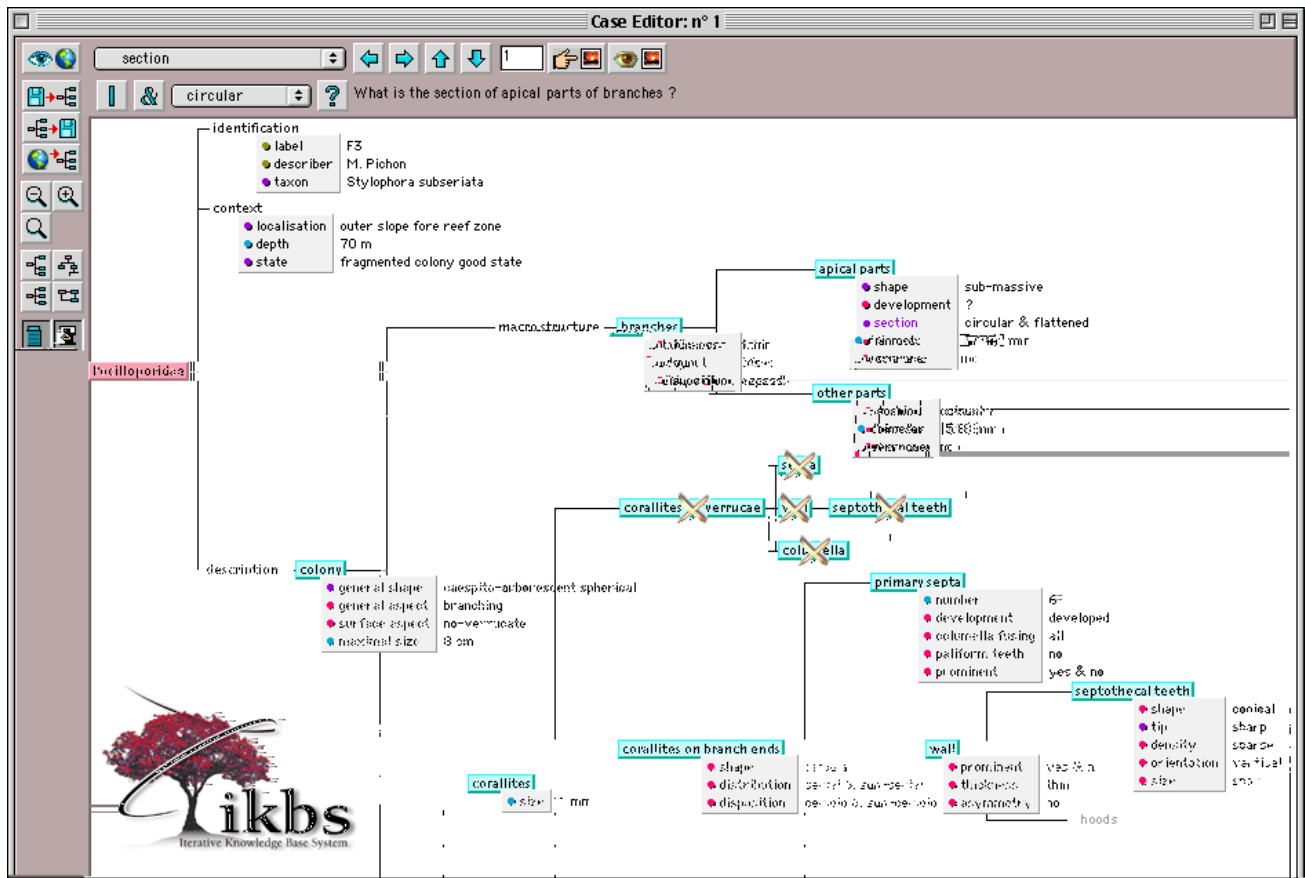 Case Editor: n° 1
section
1
circular
What is the section of apical parts of branches ?
identification
label F3
describer M. Pichon
taxon Stylophora subseriata
context
localisation outer slope fore reef zone
depth 70 m
state fragmented colony good state
apical parts
shape sub-massive
development ?
section circular & flattened
macrostructure branches
Pocilloporidae
other parts
corallites verrucae
septothecal teeth
columella
description colony
general shape caespito-arborescent spherical
general aspect branching
surface aspect no-verrucate
maximal size 8 cm
primary septa
number
development developed
columella fusing all
paliform teeth no
prominent yes & no
septothecal teeth
shape conical
tip sharp
density sparse
orientation vertical
size
corallites on branch ends
shape
distribution
disposition
wall
prominent
thickness thin
asymmetry no
hoods
corallites
size 1 mm
ikbs
Iterative Knowledge Base System